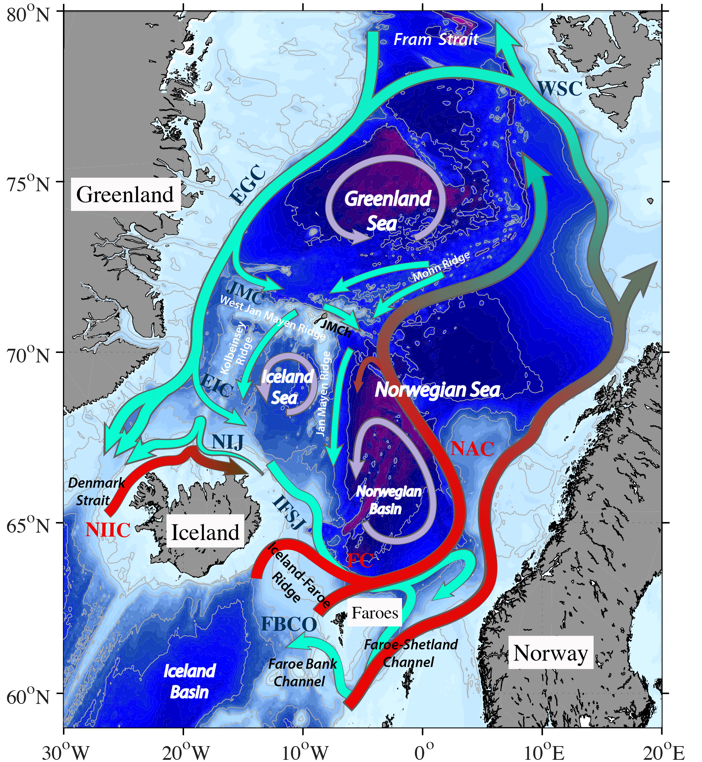 80°N
Fram Strait
WSC
75°N
Greenland
EGC
Greenland
Sea
Mohn Ridge
JMC
West Jan Mayen Ridge
JMCh
70°N
Kolbeinsey
Ridge
Iceland
Sea
Jan Mayen Ridge
Norwegian Sea
EIC
NIJ
NAC
Denmark
Strait
NIIC
Norwegian
Basin
65°N
Iceland
IFSJ
FC
Iceland-Faroe
Ridge
Faroes
FBCO
Faroe-Shetland
Channel
Faroe Bank
Channel
Norway
Iceland
Basin
60°N
30°W
20°W
10°W
0°
10°E
20°E